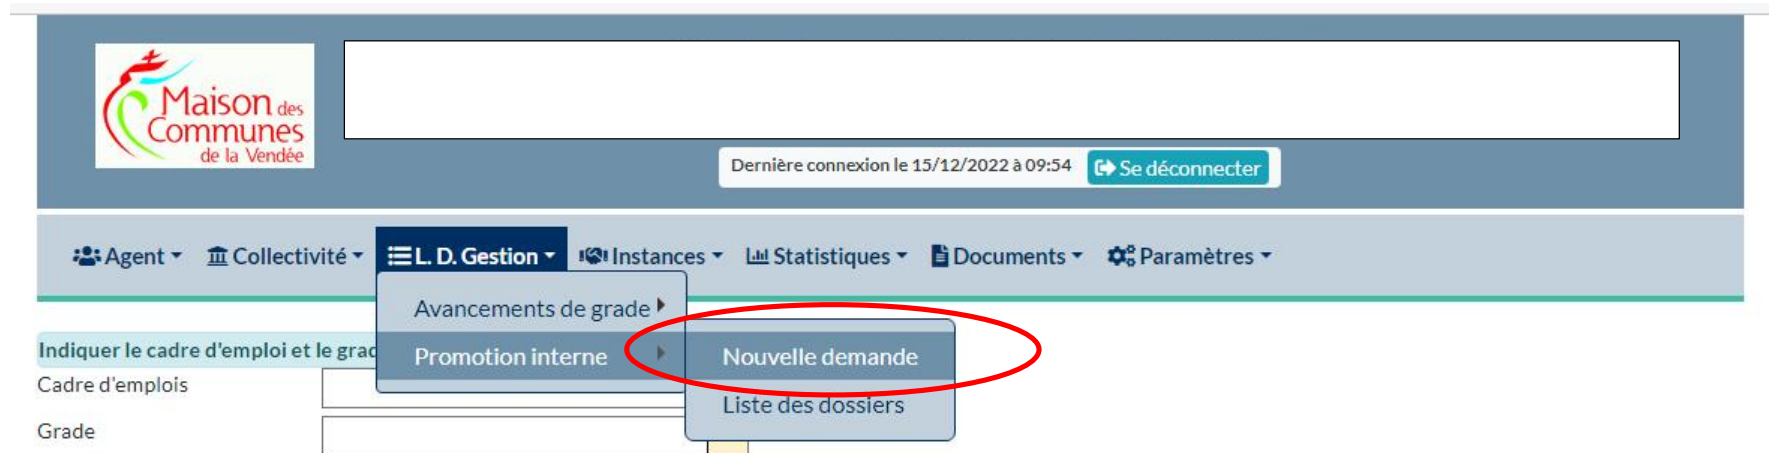 Maison des
Communes
de la Vendée
Dernière connexion le 15/12/2022 à 09:54 Se déconnecter
Agent Collectivité L. D. Gestion Instances Statistiques Documents Paramètres
Avancements de grade
Indiquer le cadre d'emploi et le Promotion interne Nouvelle demande
Cadre d'emplois
Liste des dossiers
Grade